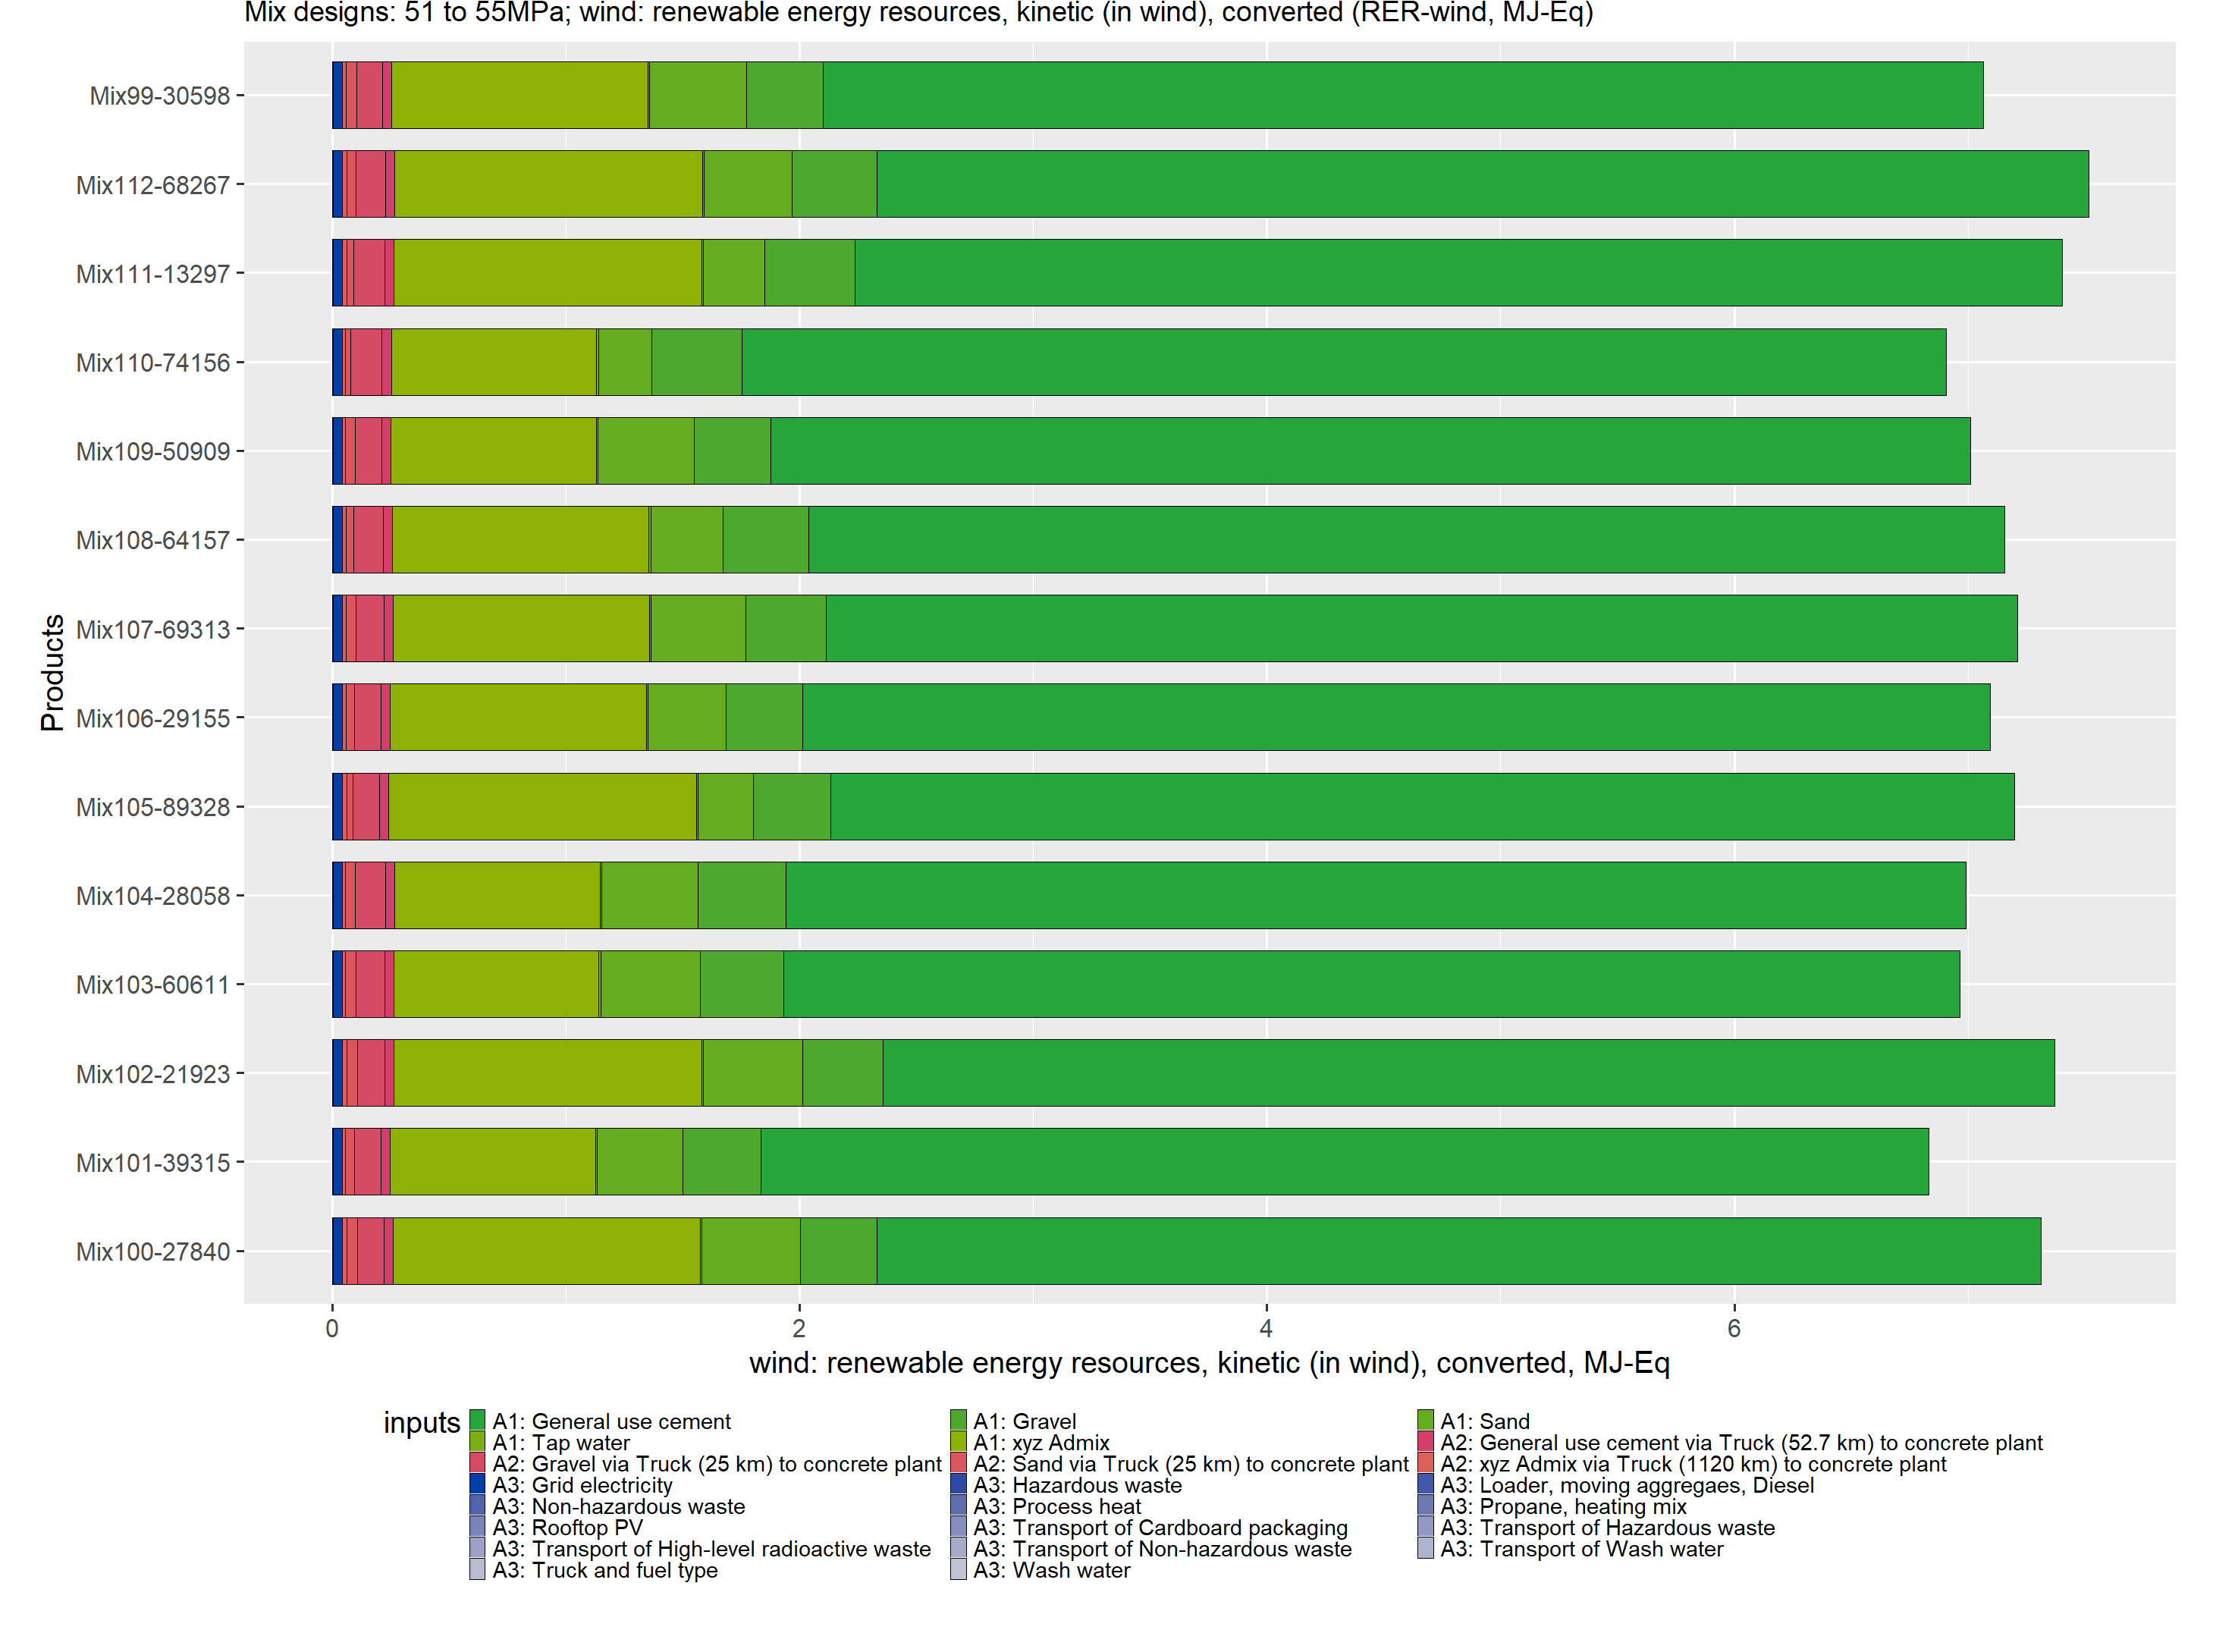 Mix designs: 51 to 55MPa; wind: renewable energy resources, kinetic (in wind), converted (RER-wind, MJ-Eq)
Mix99-30598
Mix112-68267
Mix111-13297
Mix110-74156
Mix109-50909
Mix108-64157
Mix107-69313
Mix106-29155
Mix105-89328
Mix104-28058
Mix103-60611
Mix102-21923
Mix101-39315
Mix100-27840
Products
0 2 4 6
wind: renewable energy resources, kinetic (in wind), converted, MJ-Eq
inputs
A1: General use cement A1: Gravel A1: Sand
A1: Tap water A1: xyz Admix A2: General use cement via Truck (52.7 km) to concrete plant
A2: Gravel via Truck (25 km) to concrete plant A2: Sand via Truck (25 km) to concrete plant A2: xyz Admix via Truck (1120 km) to concrete plant
A3: Grid electricity A3: Hazardous waste A3: Loader, moving aggregaes, Diesel
A3: Non-hazardous waste A3: Process heat A3: Propane, heating mix
A3: Rooftop PV A3: Transport of Cardboard packaging A3: Transport of Hazardous waste
A3: Transport of High-level radioactive waste A3: Transport of Non-hazardous waste A3: Transport of Wash water
A3: Truck and fuel type A3: Wash water